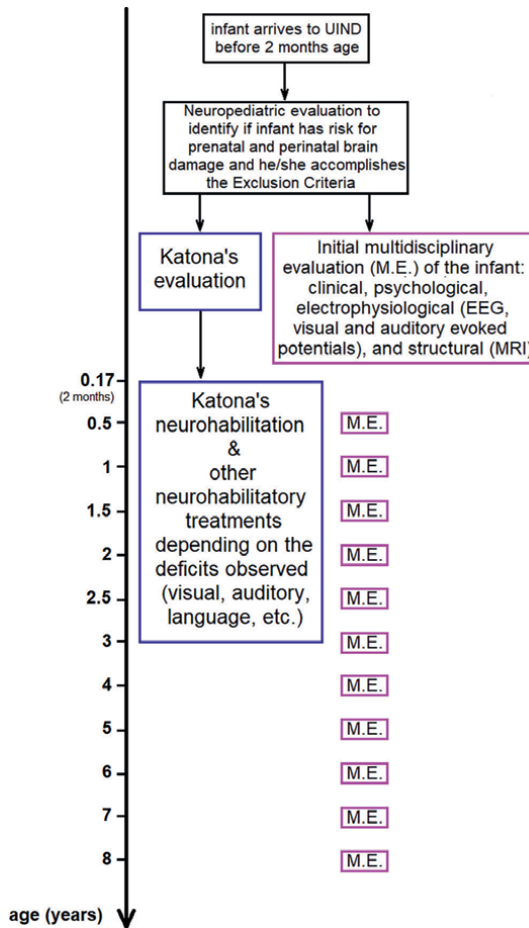 infant arrives to UIND
before 2 months age
Neuropediatric evaluation to
identify if infant has risk for
prenatal and perinatal brain
damage and he/she accomplishes
the Exclusion Criteria
Katona's
evaluation
Initial multidisciplinary
evaluation (M.E.) of the infant:
clinical, psychological,
electrophysiological (EEG,
visual and auditory evoked
potentials), and structural (MRI)
0.17
(2 months)
Katona's
neurohabilitation
&
other
neurohabilitatory
treatments
depending on the
deficits observed
(visual, auditory,
language, etc.)
0.5 M.E.
1 M.E.
1.5 M.E.
2 M.E.
2.5 M.E.
3 M.E.
4 M.E.
5 M.E.
6 M.E.
7 M.E.
8 M.E.
age (years)